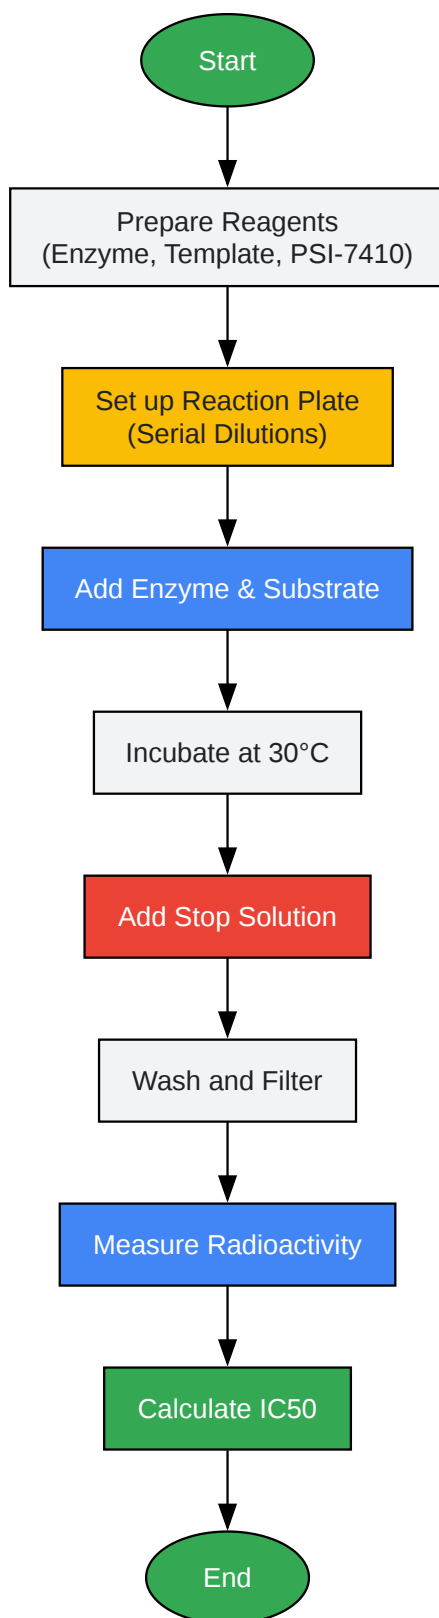 Start
Prepare Reagents
(Enzyme, Template, PSI-7410)
Set up Reaction Plate
(Serial Dilutions)
Add Enzyme & Substrate
Incubate at 30°C
Add Stop Solution
Wash and Filter
Measure Radioactivity
Calculate IC50
End